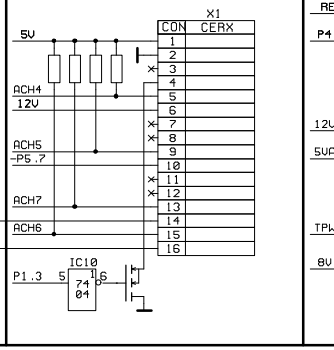 X1
CON CERX
5V
1
2
3
4
ACH4
5
12V
6
7
8
ACH5
9
-P5.7
10
11
12
ACH7
13
14
ACH6
15
16
IC10
P1.3 5 1 6
74
04
RE
P4
12V
5VA
TPW
8V